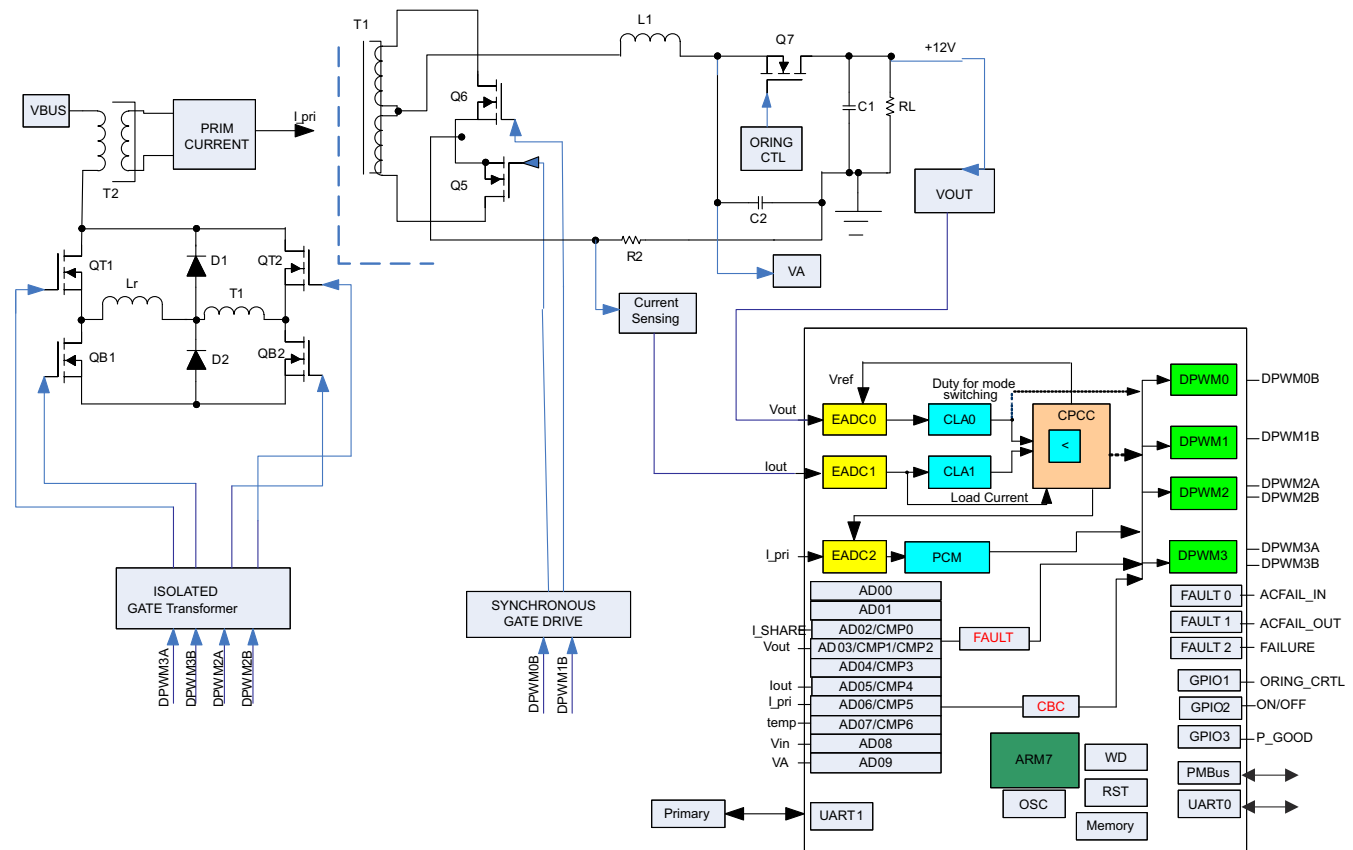 T1
L1
Q7
+12V
VBUS
PRIM
CURRENT
I_pri
T2
Q6
Q5
ORING
CTL
C1
RL
VOUT
C2
R2
VA
Current
Sensing
QT1
D1
QT2
Lr
T1
QB1
D2
QB2
ISOLATED
GATE Transformer
DPWM3A
DPWM3B
DPWM2A
DPWM2B
SYNCHRONOUS
GATE DRIVE
DPWM0B
DPWM1B
Vref
Duty for mode
switching
Vout
EADC0
CLA0
CPCC
<
Iout
EADC1
CLA1
Load Current
I_pri
EADC2
PCM
DPWM0
DPWM0B
DPWM1
DPWM1B
DPWM2
DPWM2A
DPWM2B
DPWM3
DPWM3A
DPWM3B
AD00
AD01
I_SHARE
AD02/CMP0
Vout
AD03/CMP1/CMP2
AD04/CMP3
Iout
AD05/CMP4
I_pri
AD06/CMP5
temp
AD07/CMP6
Vin
AD08
VA
AD09
FAULT
CBC
FAULT 0
ACFAIL_IN
FAULT 1
ACFAIL_OUT
FAULT 2
FAILURE
GPIO1
ORING_CRTL
GPIO2
ON/OFF
GPIO3
P_GOOD
ARM7
WD
OSC
RST
Memory
PMBus
UART0
Primary
UART1